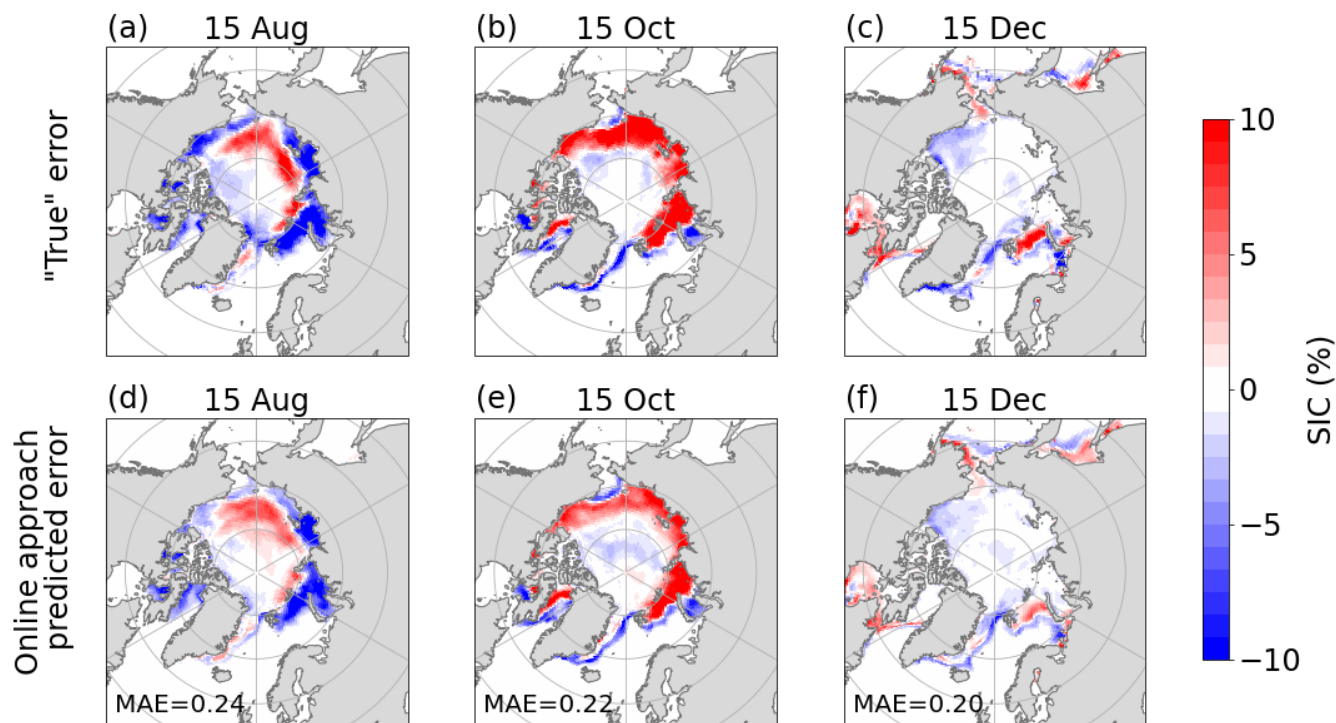 (a) 15 Aug
(b) 15 Oct
(c) 15 Dec
"True" error
(d) 15 Aug
(e) 15 Oct
(f) 15 Dec
Online approach
predicted error
MAE=0.24
MAE=0.22
MAE=0.20
10
5
0
−5
−10
SIC (%)